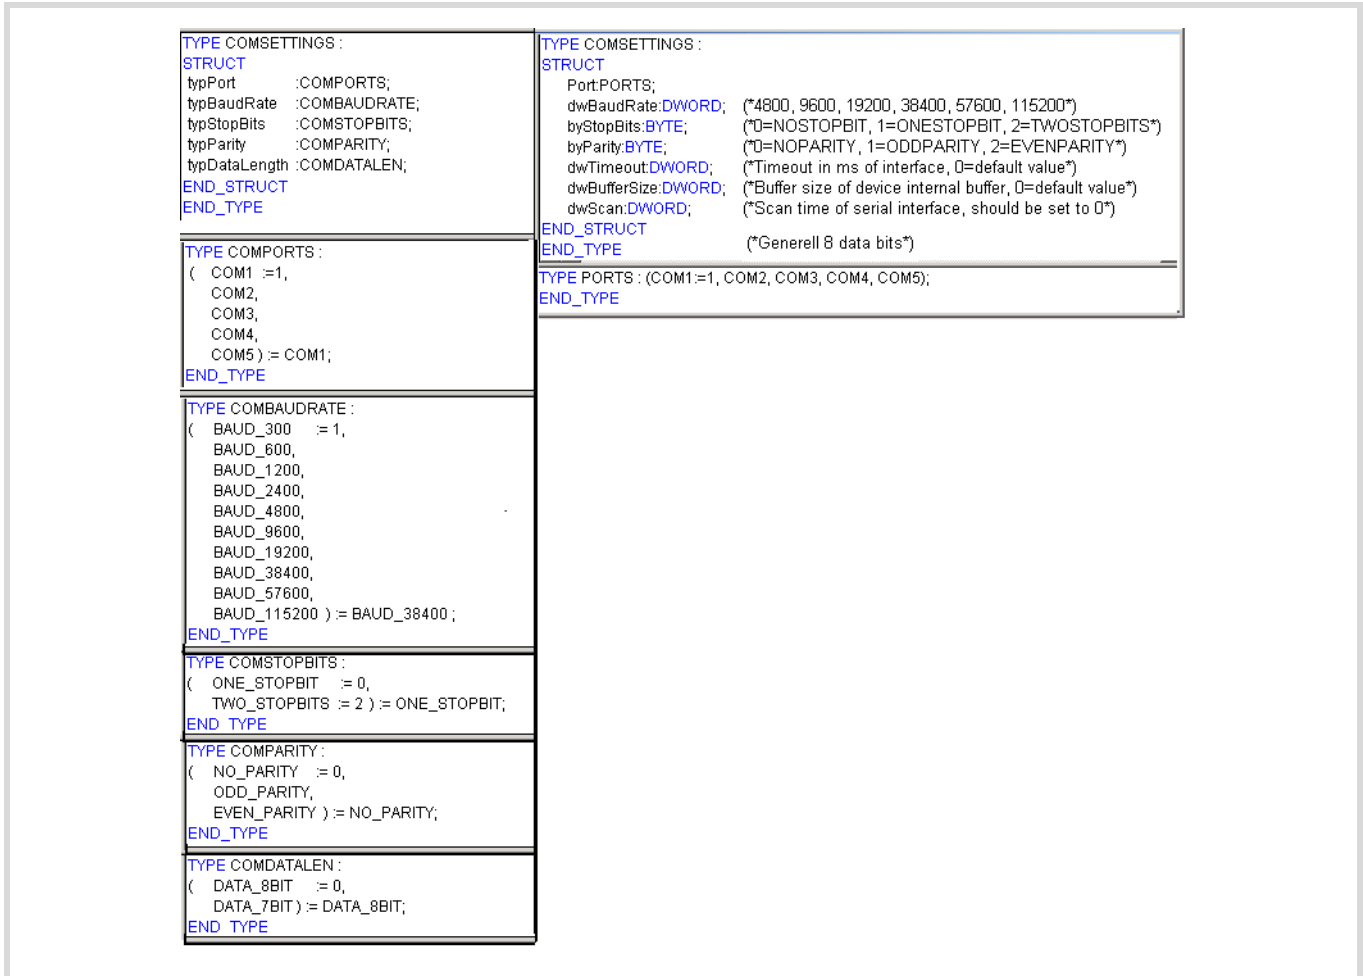 TYPE COMSETTINGS :
STRUCT
typPort :COMPORTS;
typBaudRate :COMBAUDRATE;
typStopBits :COMSTOPBITS;
typParity :COMPARITY;
typDataLength :COMDATALEN;
END_STRUCT
END_TYPE
TYPE COMPORTS :
( COM1 :=1,
COM2,
COM3,
COM4,
COM5 ) := COM1;
END_TYPE
TYPE COMBAUDRATE :
( BAUD_300 := 1,
BAUD_600,
BAUD_1200,
BAUD_2400,
BAUD_4800,
BAUD_9600,
BAUD_19200,
BAUD_38400,
BAUD_57600,
BAUD_115200 ) := BAUD_38400 ;
END_TYPE
TYPE COMSTOPBITS :
( ONE_STOPBIT := 0,
TWO_STOPBITS := 2 ) := ONE_STOPBIT;
END_TYPE
TYPE COMPARITY :
( NO_PARITY := 0,
ODD_PARITY,
EVEN_PARITY ) := NO_PARITY;
END_TYPE
TYPE COMDATALEN :
( DATA_8BIT := 0,
DATA_7BIT ) := DATA_8BIT;
END_TYPE
TYPE COMSETTINGS :
STRUCT
Port:PORTS;
dwBaudRate:DWORD; (*4800, 9600, 19200, 38400, 57600, 115200*)
byStopBits:BYTE; (*0=NOSTOPBIT, 1=ONESTOPBIT, 2=TWOSTOPBITS*)
byParity:BYTE; (*0=NOPARITY, 1=ODDPARITY, 2=EVENPARITY*)
dwTimeout:DWORD; (*Timeout in ms of interface, 0=default value*)
dwBufferSize:DWORD; (*Buffer size of device internal buffer, 0=default value*)
dwScan:DWORD; (*Scan time of serial interface, should be set to 0*)
END_STRUCT
END_TYPE (*Generell 8 data bits*)
TYPE PORTS : (COM1:=1, COM2, COM3, COM4, COM5);
END_TYPE